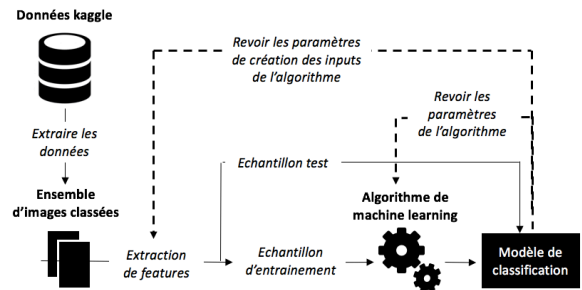 Données kaggle
Extraire les
données
Ensemble
d'images classées
Revoir les paramètres
de création des inputs
de l'algorithme
Revoir les
paramètres
de l'algorithme
Echantillon test
Algorithme de
machine learning
Extraction
de features
Echantillon
d'entrainement
Modèle de
classification